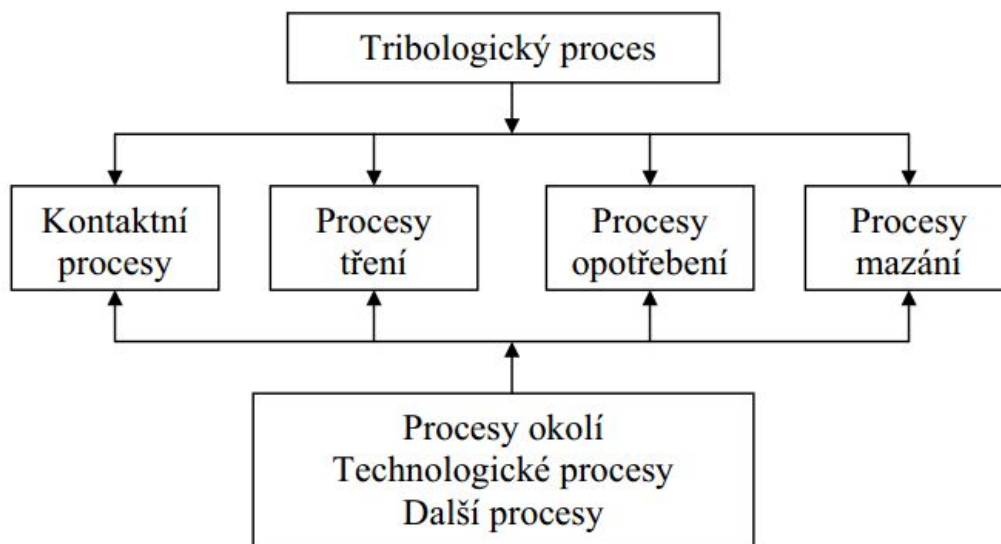 Tribologický proces
Kontaktní
procesy
Procesy
tření
Procesy
opotřebení
Procesy
mazání
Procesy okolí
Technologické procesy
Další procesy